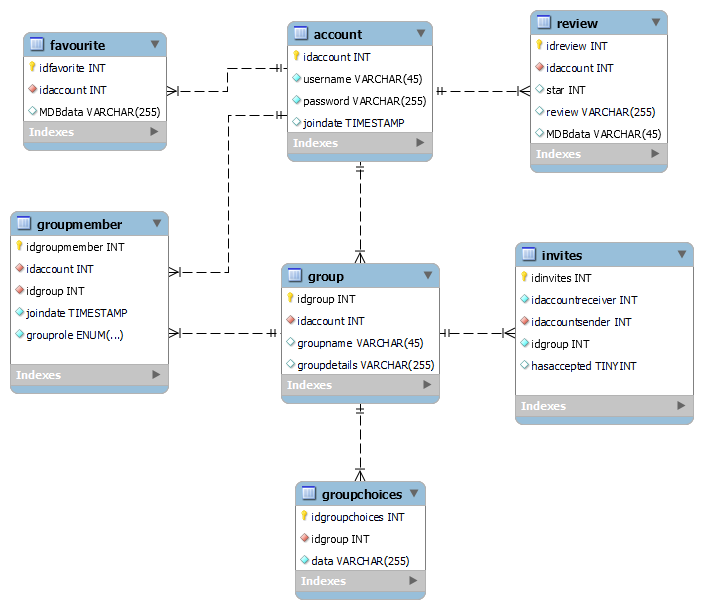 favourite
idfavorite INT
idaccount INT
MDBdata VARCHAR(255)
Indexes
account
idaccount INT
username VARCHAR(45)
password VARCHAR(255)
joindate TIMESTAMP
Indexes
review
idreview INT
idaccount INT
star INT
review VARCHAR(255)
MDBdata VARCHAR(45)
Indexes
groupmember
idgroupmember INT
idaccount INT
idgroup INT
joindate TIMESTAMP
grouprole ENUM(...)
Indexes
group
idgroup INT
idaccount INT
groupname VARCHAR(45)
groupdetails VARCHAR(255)
Indexes
invites
idinvites INT
idaccountreceiver INT
idaccountsender INT
idgroup INT
hasaccepted TINYINT
Indexes
groupchoices
idgroupchoices INT
idgroup INT
data VARCHAR(255)
Indexes